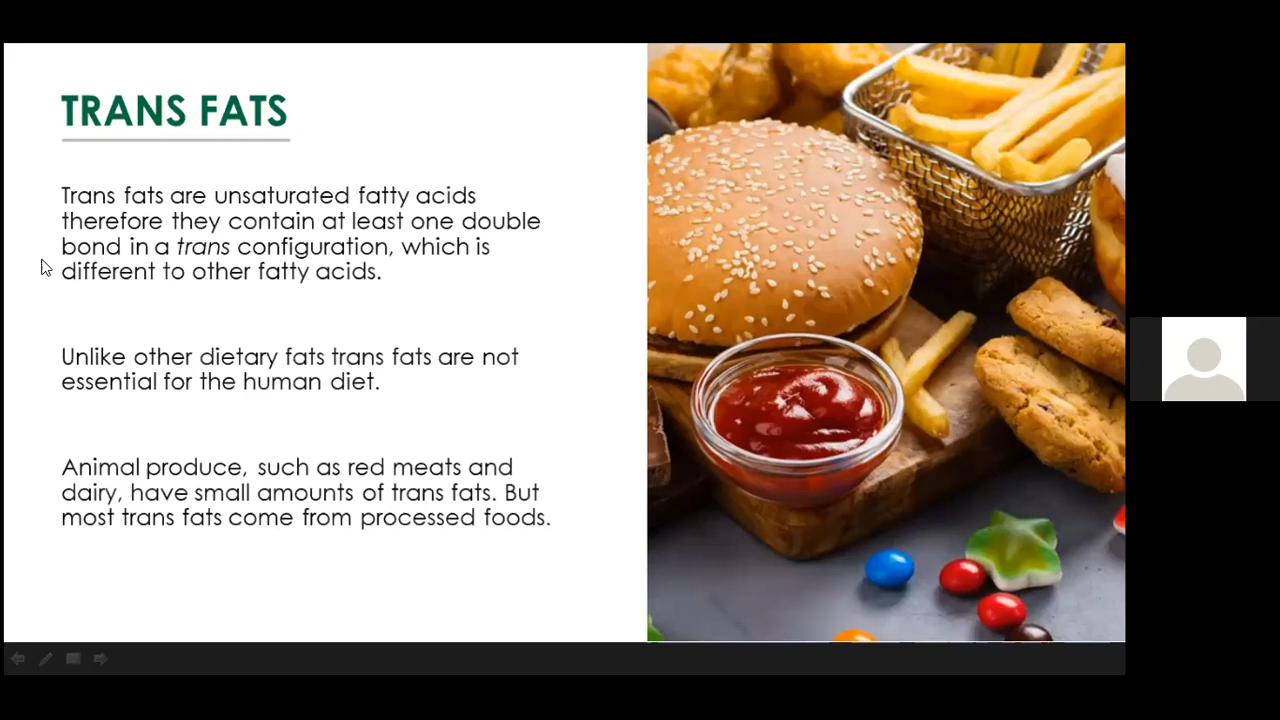 TRANS FATS
Trans fats are unsaturated fatty acids
therefore they contain at least one double
bond in a trans configuration, which is
different to other fatty acids.
Unlike other dietary fats trans fats are not
essential for the human diet.
Animal produce, such as red meats and
dairy, have small amounts of trans fats. But
most trans fats come from processed foods.